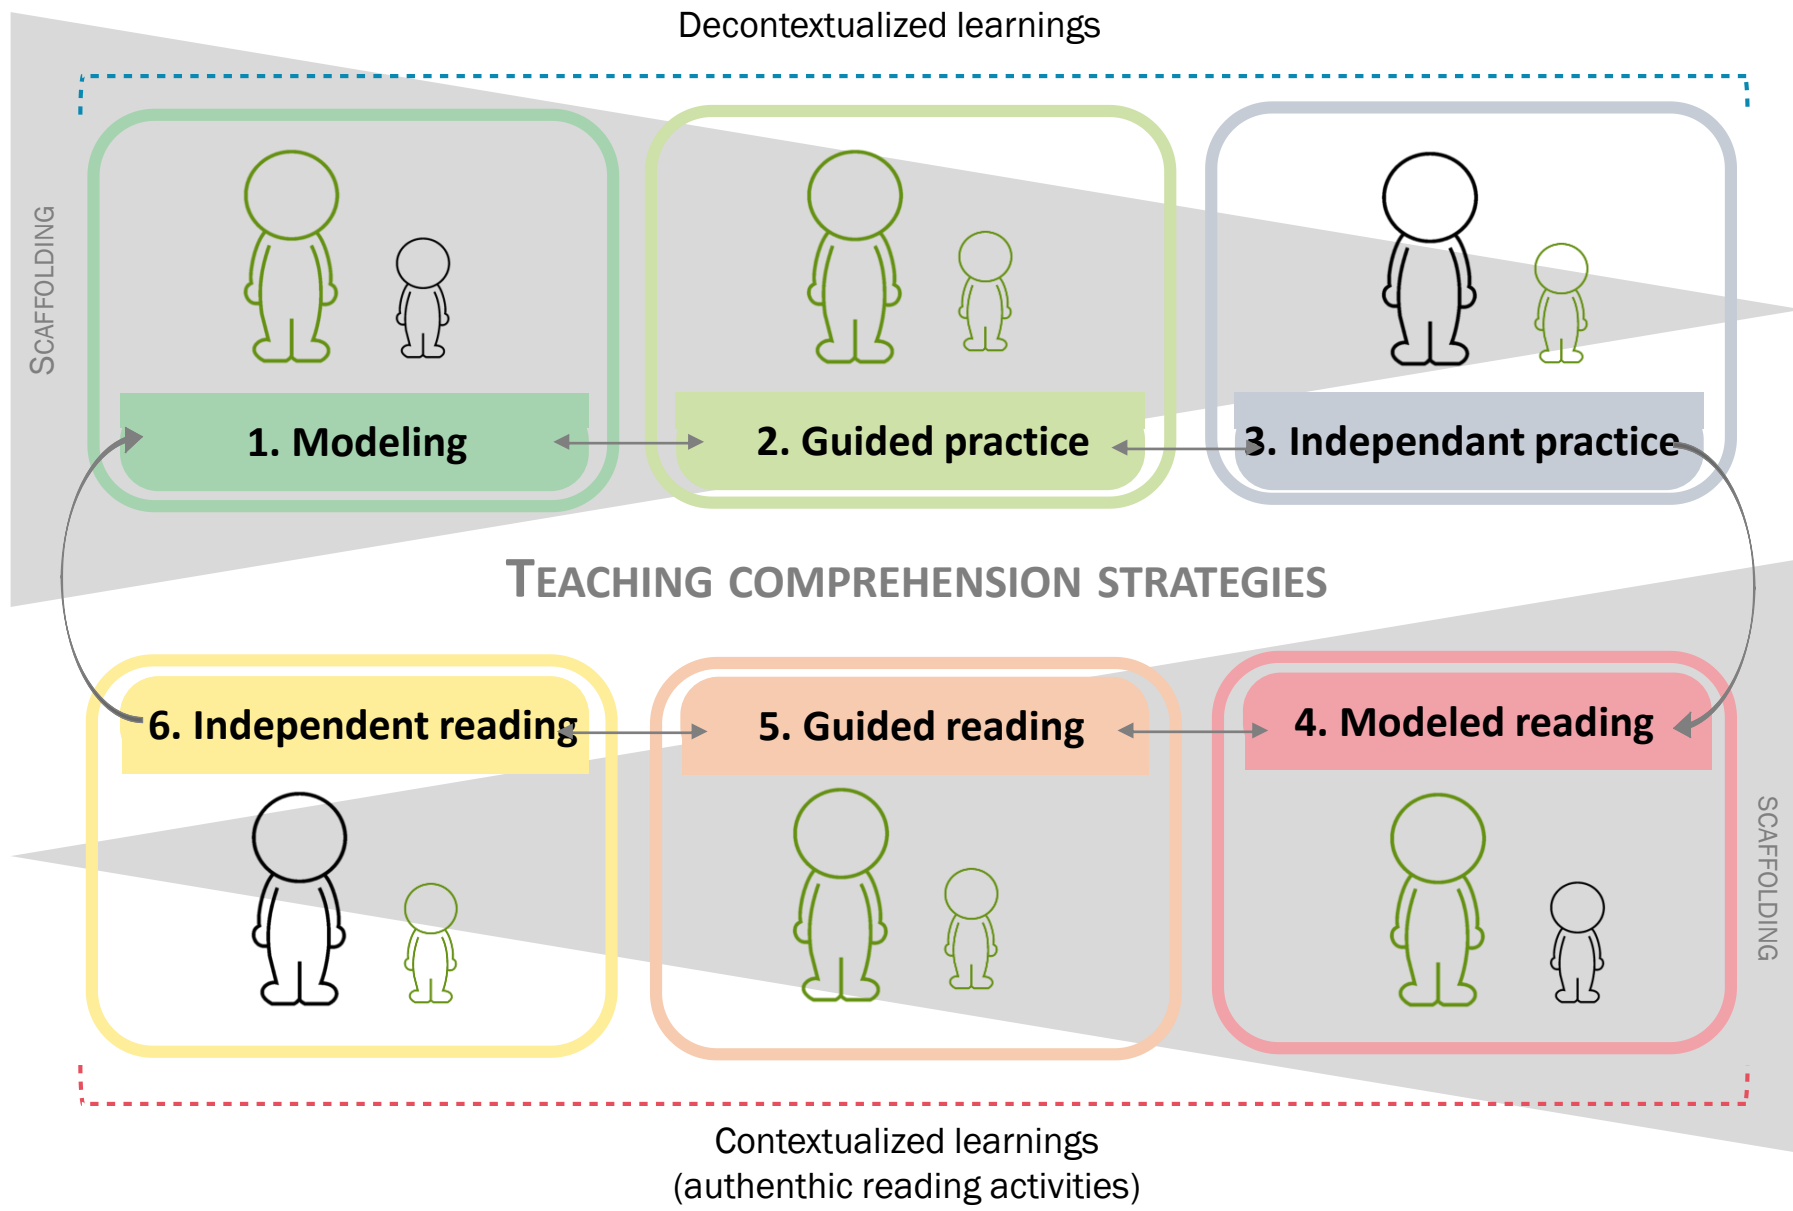 Decontextualized learnings
SCAFFOLDING
1. Modeling
2. Guided practice
3. Independant practice
TEACHING COMPREHENSION STRATEGIES
6. Independent reading
5. Guided reading
4. Modeled reading
SCAFFOLDING
Contextualized learnings
(authenthic reading activities)